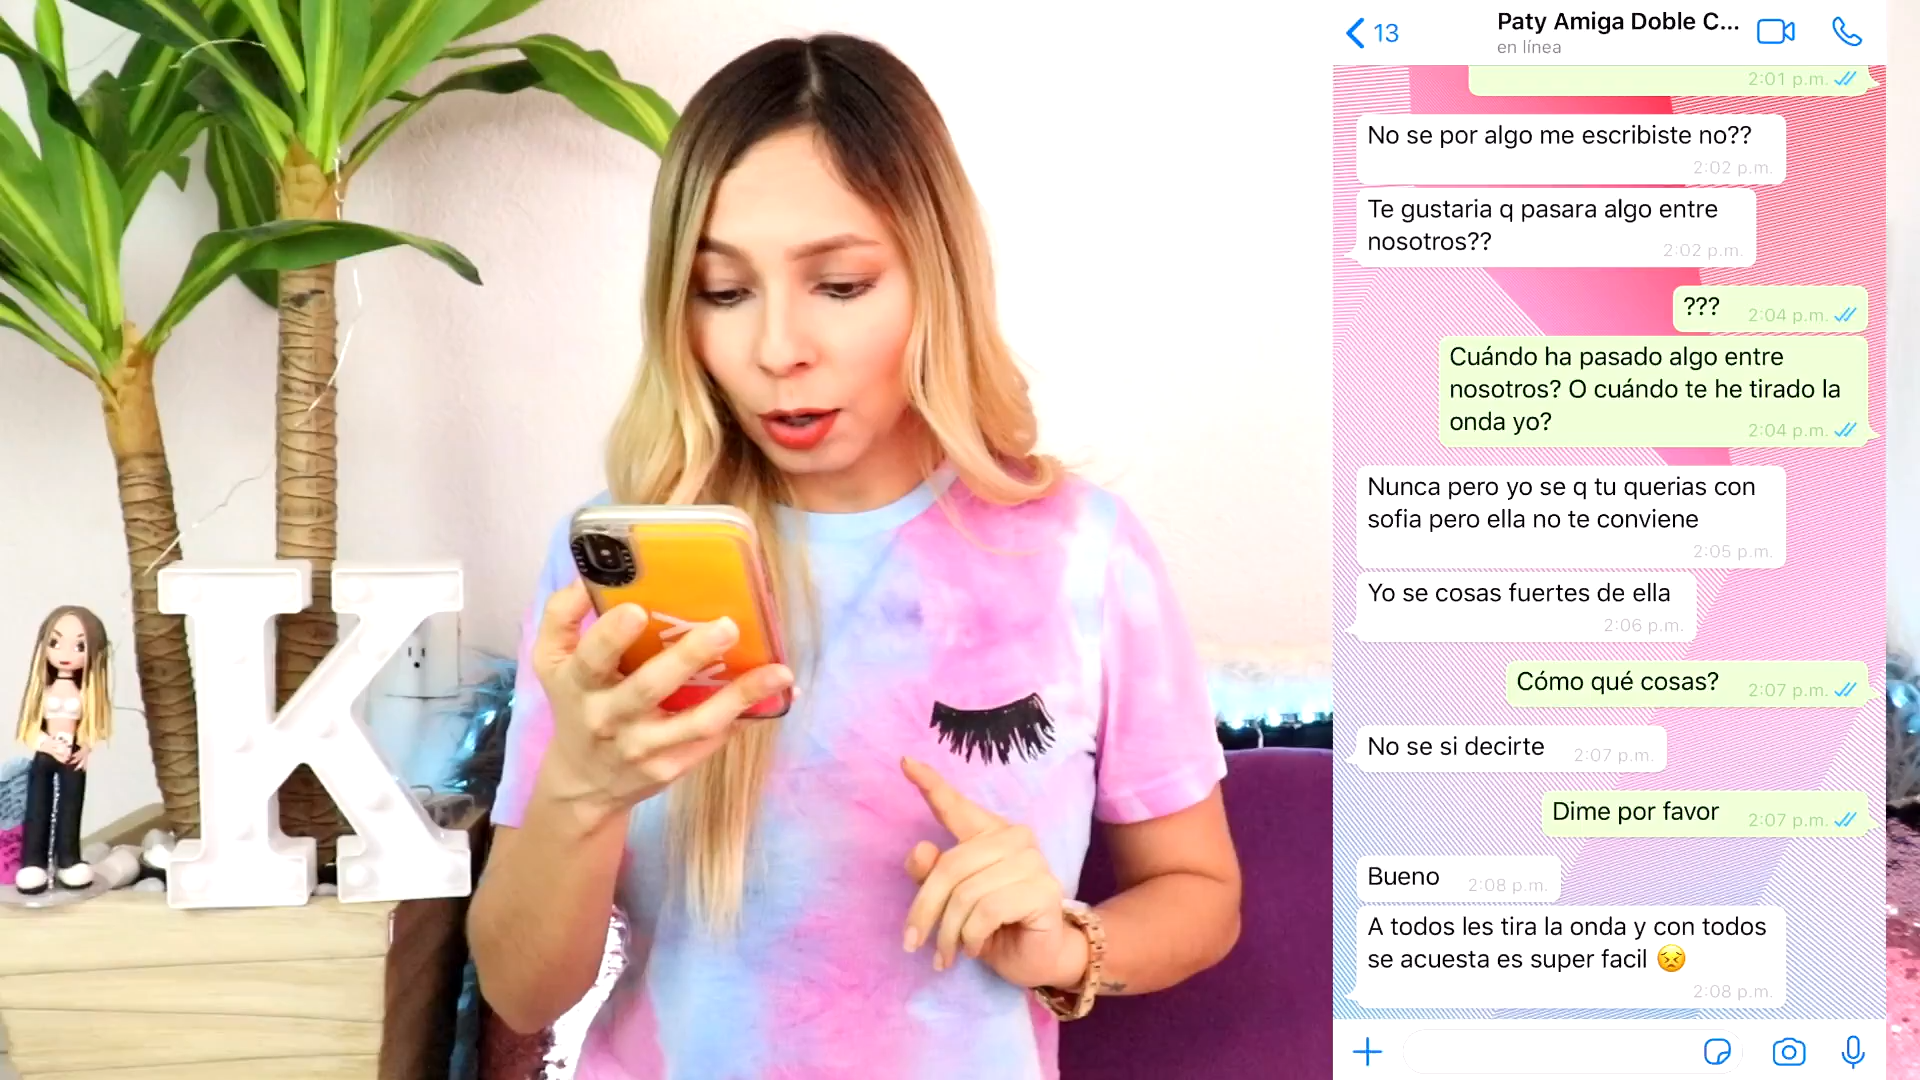 13
Paty Amiga Doble C...
en línea
2:01 p.m.
No se por algo me escribiste no??
2:02 p.m.
Te gustaria q pasara algo entre
nosotros??
2:02 p.m.
???
2:04 p.m.
Cuándo ha pasado algo entre
nosotros? O cuándo te he tirado la
onda yo?
2:04 p.m.
Nunca pero yo se q tu querias con
sofia pero ella no te conviene
2:05 p.m.
Yo se cosas fuertes de ella
2:06 p.m.
Cómo qué cosas?
2:07 p.m.
No se si decirte
2:07 p.m.
Dime por favor
2:07 p.m.
Bueno
2:08 p.m.
A todos les tira la onda y con todos
se acuesta es super facil 😣
2:08 p.m.
K